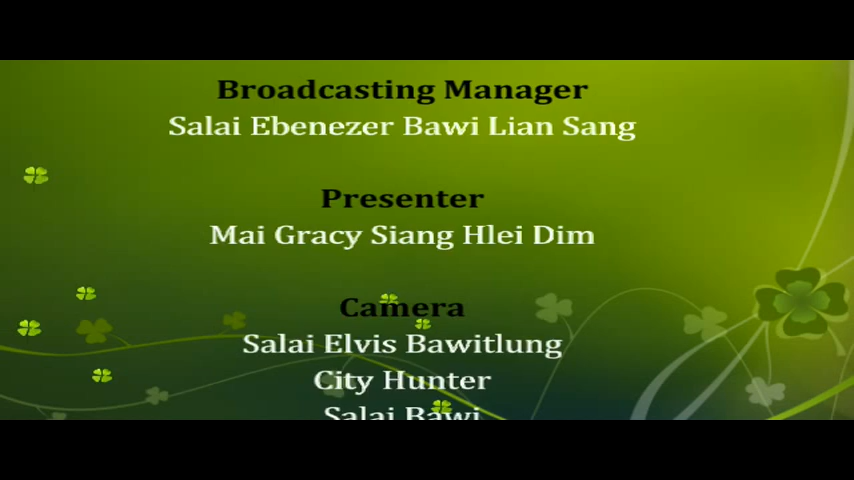 Broadcasting Manager
Salai Ebenezer Bawi Lian Sang
Presenter
Mai Gracy Siang Hlei Dim
Camera
Salai Elvis Bawitlung
City Hunter
Salai Bawi